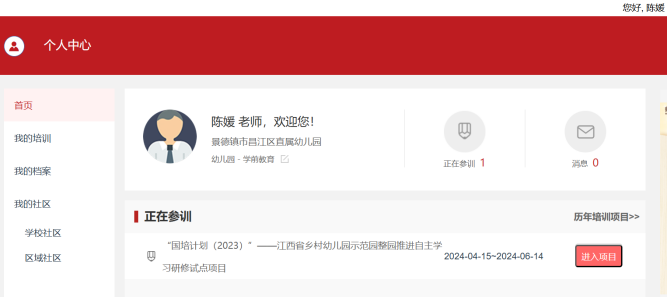 您好, 陈媛
个人中心
首页
我的培训
我的档案
我的社区
学校社区
区域社区
陈媛 老师，欢迎您！
景德镇市昌江区直属幼儿园
幼儿园 - 学前教育
正在参训 1
消息 0
正在参训
历年培训项目>>
“国培计划（2023）”——江西省乡村幼儿园示范园整园推进自主学
习研修试点项目
2024-04-15~2024-06-14
进入项目